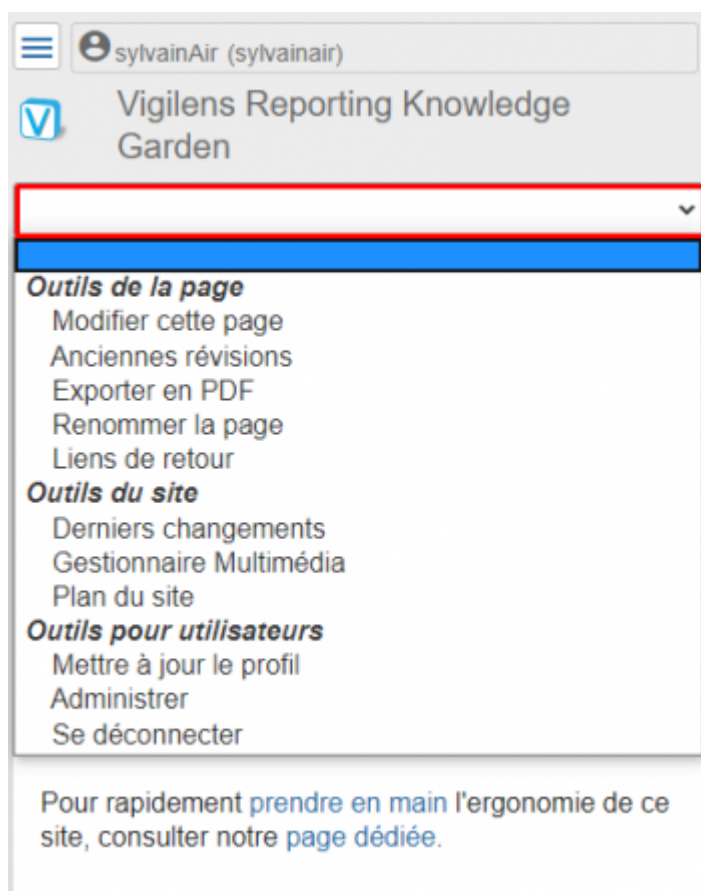 sylvainAir (sylvainair)
V
Vigilens Reporting Knowledge
Garden
Outils de la page
Modifier cette page
Anciennes révisions
Exporter en PDF
Renommer la page
Liens de retour
Outils du site
Derniers changements
Gestionnaire Multimédia
Plan du site
Outils pour utilisateurs
Mettre à jour le profil
Administrer
Se déconnecter
Pour rapidement prendre en main l'ergonomie de ce
site, consulter notre page dédiée.